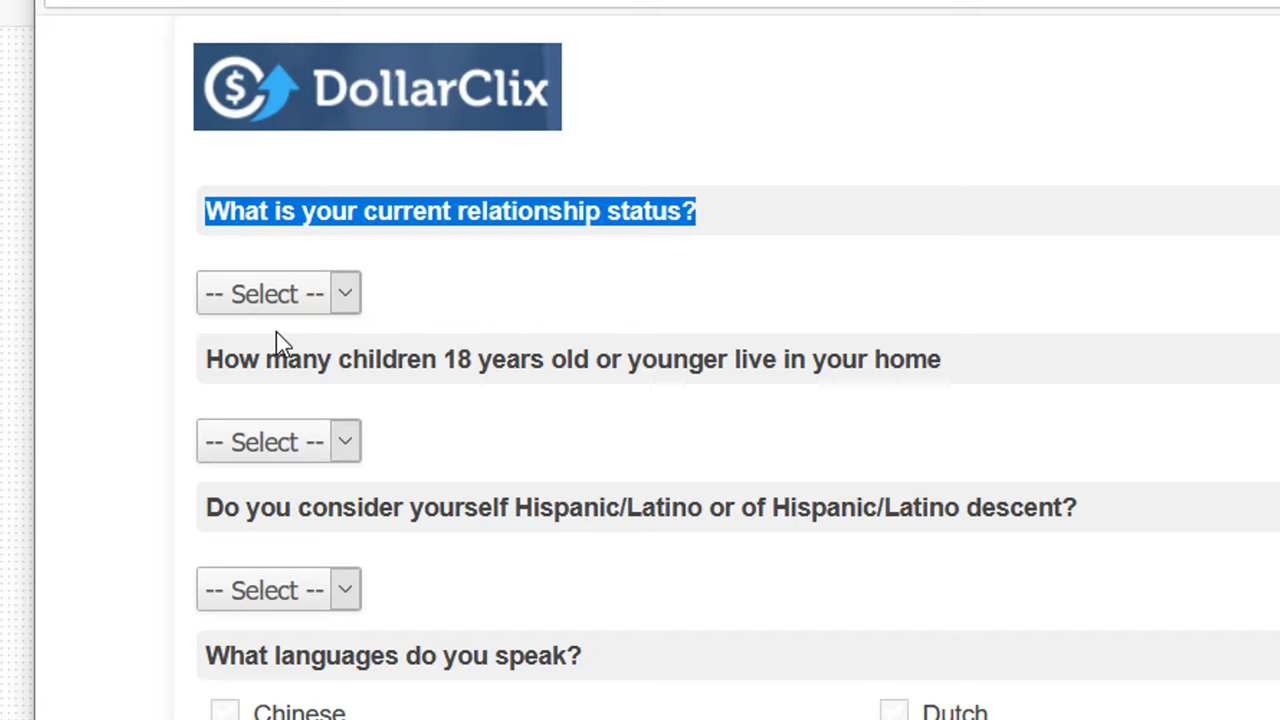 DollarClix
What is your current relationship status?
-- Select --
How many children 18 years old or younger live in your home
-- Select --
Do you consider yourself Hispanic/Latino or of Hispanic/Latino descent?
-- Select --
What languages do you speak?
Chinese
Dutch